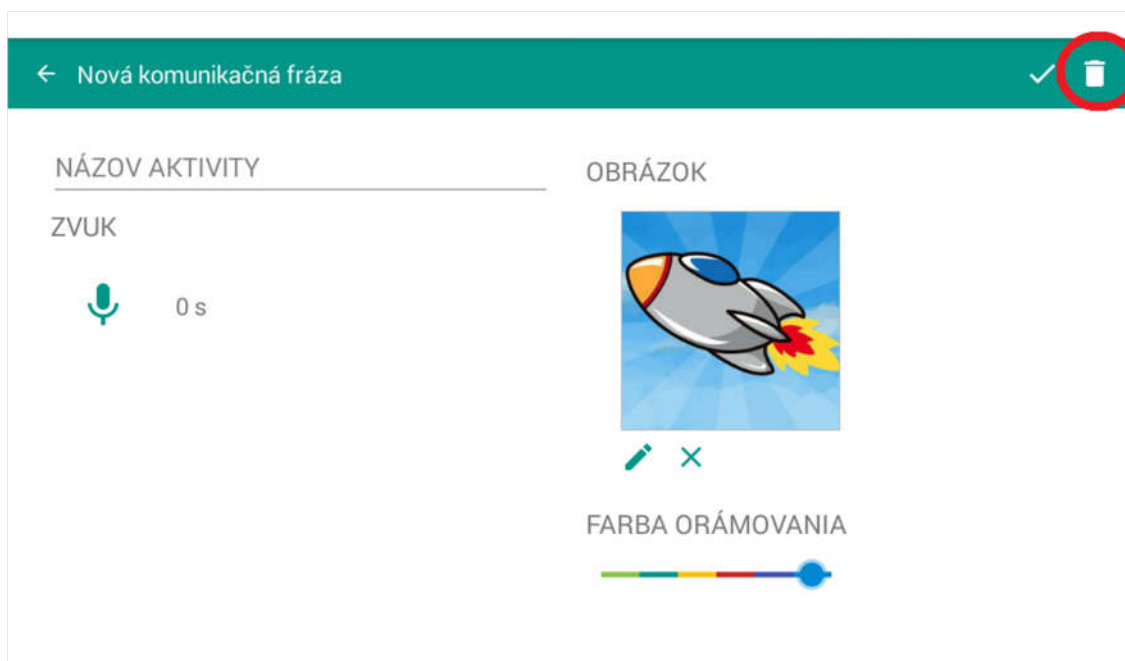 Nová komunikačná fráza
NÁZOV AKTIVITY
ZVUK
0 s
OBRÁZOK
FARBA ORÁMOVANIA